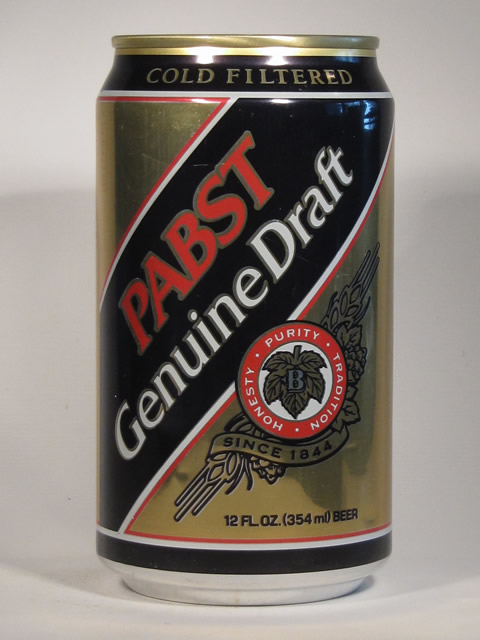 COLD FILTERED
PABST
Genuine Draft
HONESTY • PURITY • TRADITION •
B
SINCE 1844
12 FL. OZ. (354 ml) BEER